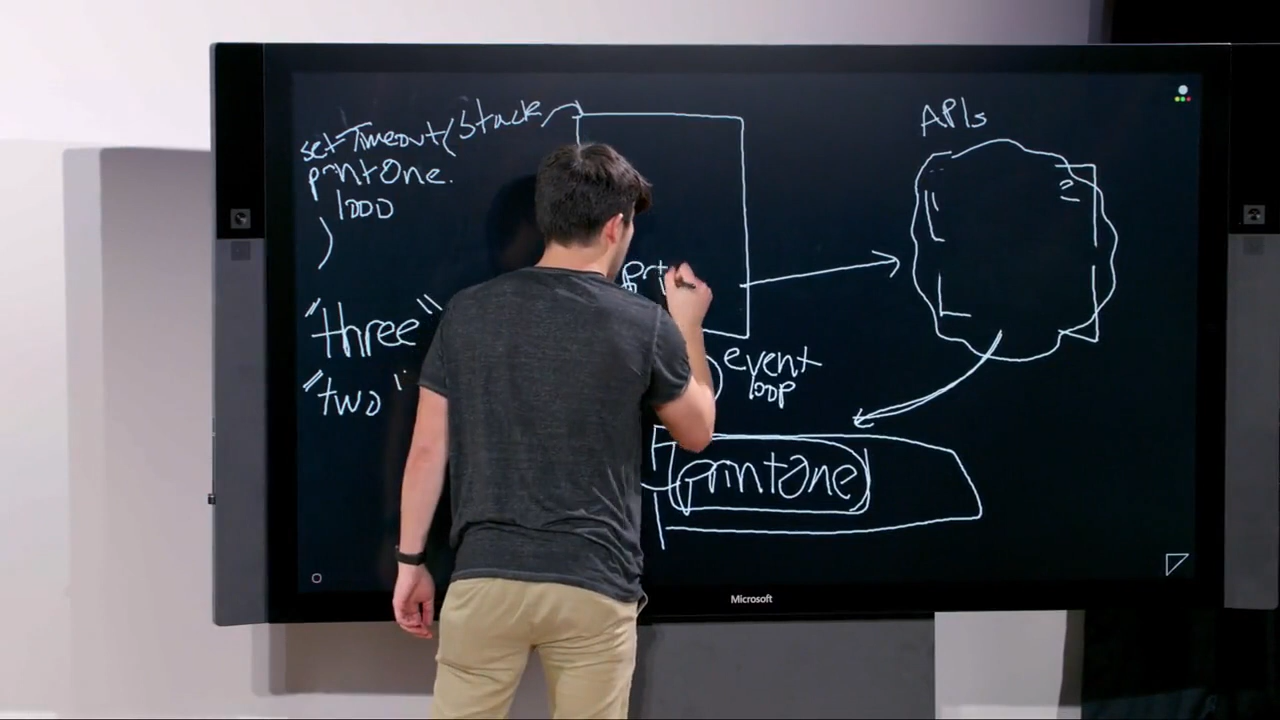 setTimeout( Stack
printOne.
1000
)
"three"
"two"
APIs
event
loop
printOne
Microsoft